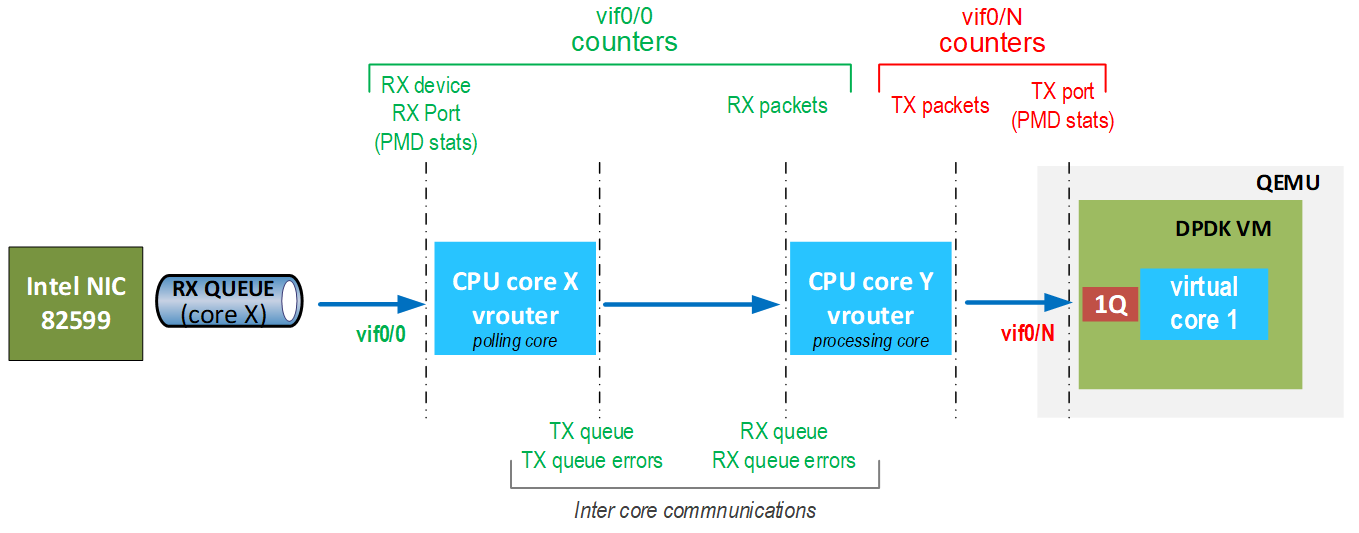 vif0/0
counters
vif0/N
counters
RX device
RX Port
(PMD stats)
RX packets
TX packets
TX port
(PMD stats)
QEMU
DPDK VM
Intel NIC
82599
RX QUEUE
(core X)
vif0/0
CPU core X
vrouter
polling core
CPU core Y
vrouter
processing core
vif0/N
1Q
virtual
core 1
TX queue
TX queue errors
RX queue
RX queue errors
Inter core commnunications